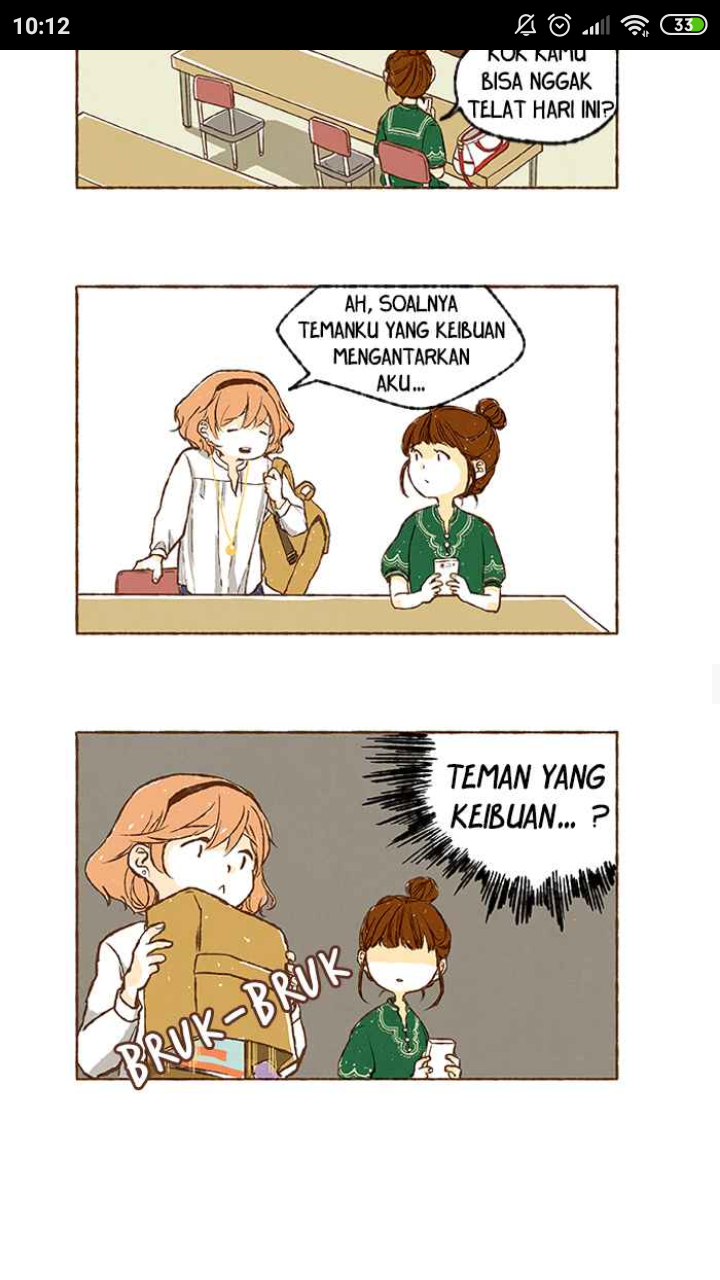 10:12
33
KOK KAMU
BISA NGGAK
TELAT HARI INI?
AH, SOALNYA
TEMANKU YANG KEIBUAN
MENGANTARKAN
AKU...
TEMAN YANG
KEIBUAN... ?
BRUK-BRUK